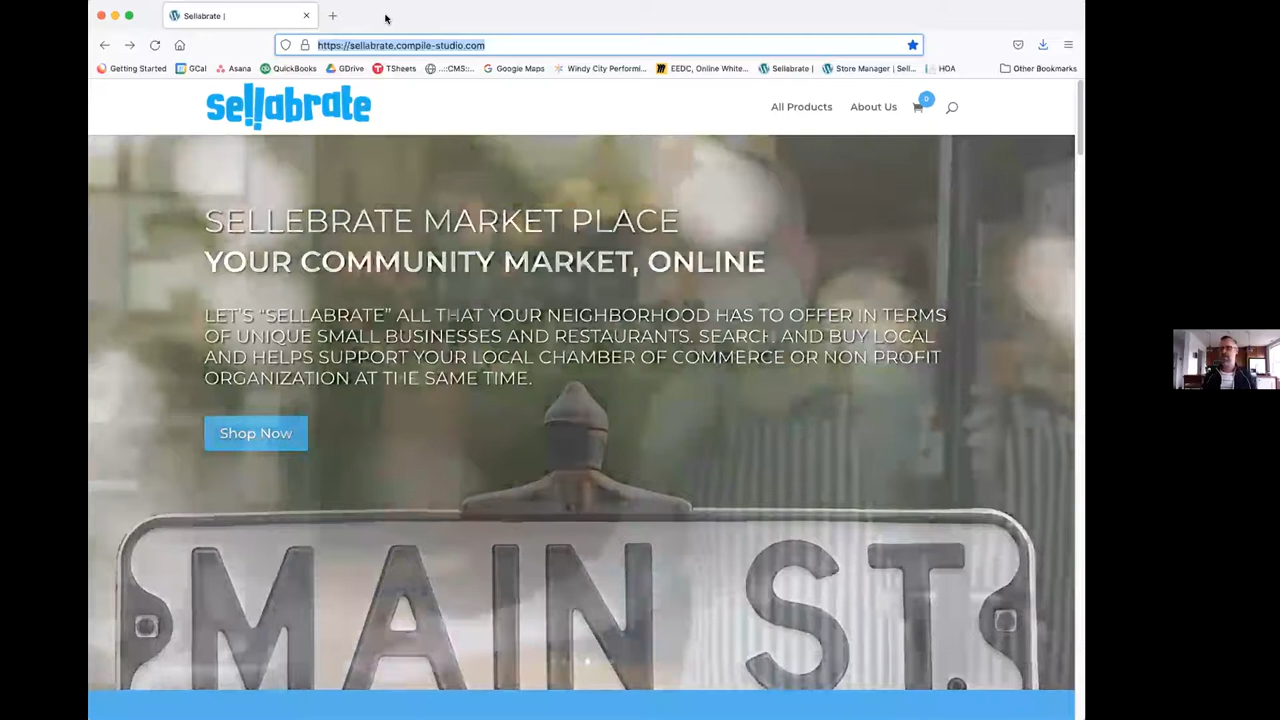 Sellabrate |
https://sellabrate.compile-studio.com
Getting Started GCal Asana QuickBooks GDrive TSheets ..::CMS::.. Google Maps Windy City Performi... EEDC, Online White... Sellabrate | Store Manager | Sell... HOA Other Bookmarks
sellabrate
All Products About Us 0
SELLEBRATE MARKET PLACE
YOUR COMMUNITY MARKET, ONLINE
LET'S “SELLABRATE” ALL THAT YOUR NEIGHBORHOOD HAS TO OFFER IN TERMS
OF UNIQUE SMALL BUSINESSES AND RESTAURANTS. SEARCH AND BUY LOCAL
AND HELPS SUPPORT YOUR LOCAL CHAMBER OF COMMERCE OR NON PROFIT
ORGANIZATION AT THE SAME TIME.
Shop Now
MAIN ST.